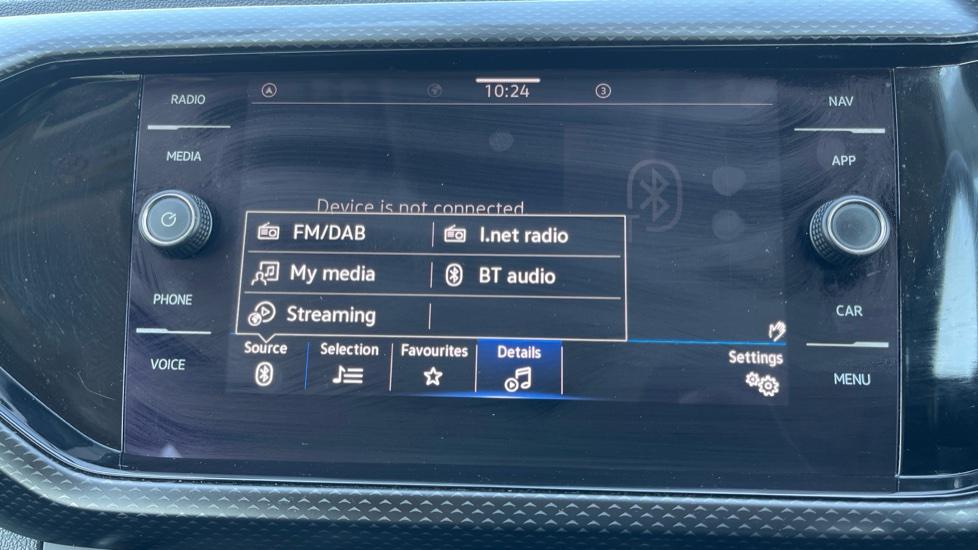 RADIO
MEDIA
PHONE
VOICE
10:24
3
Device is not connected
FM/DAB
I.net radio
My media
BT audio
Streaming
Source
Selection
Favourites
Details
Settings
NAV
APP
CAR
MENU